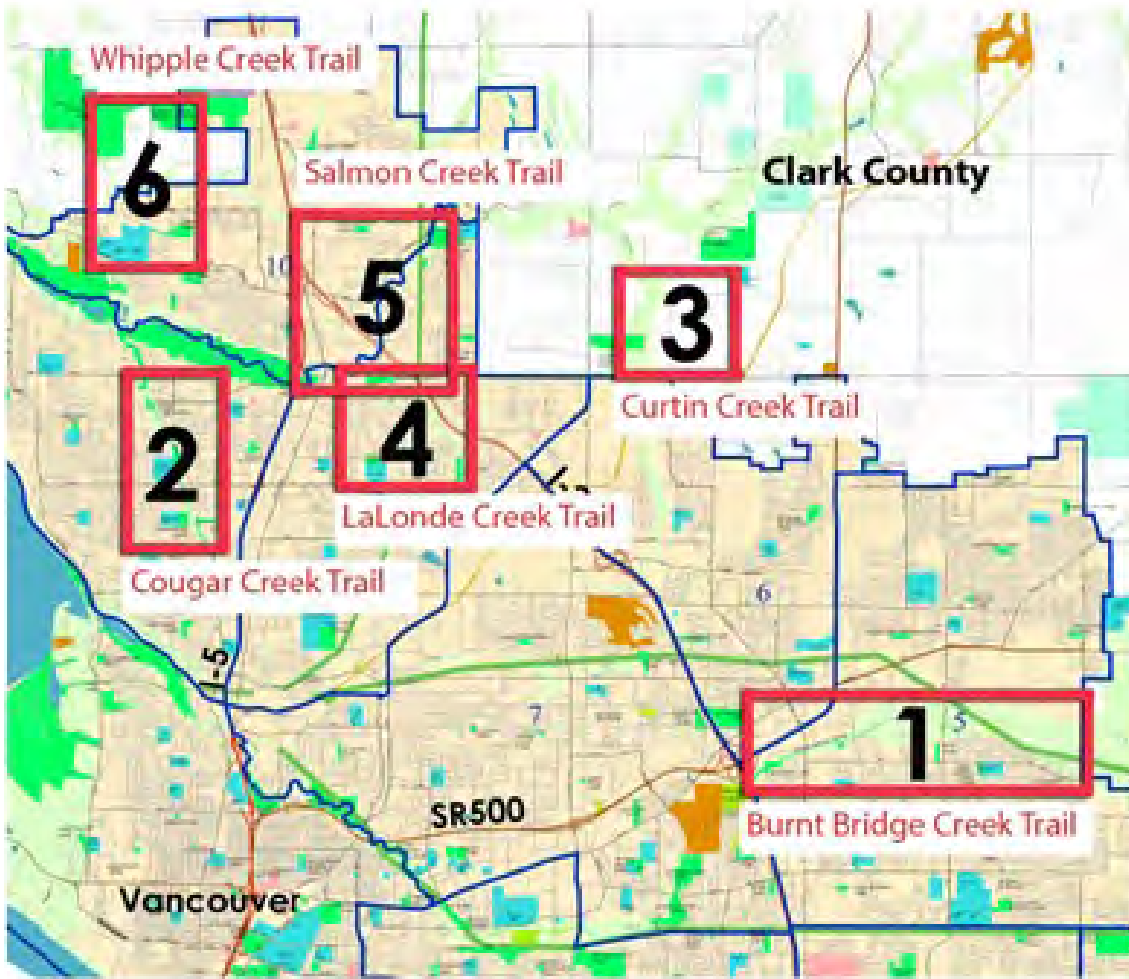 Whipple Creek Trail
6
Salmon Creek Trail
Clark County
10
5
3
Curtin Creek Trail
2
4
LaLonde Creek Trail
Cougar Creek Trail
6
I-5
7
1
5
SR500
Burnt Bridge Creek Trail
Vancouver